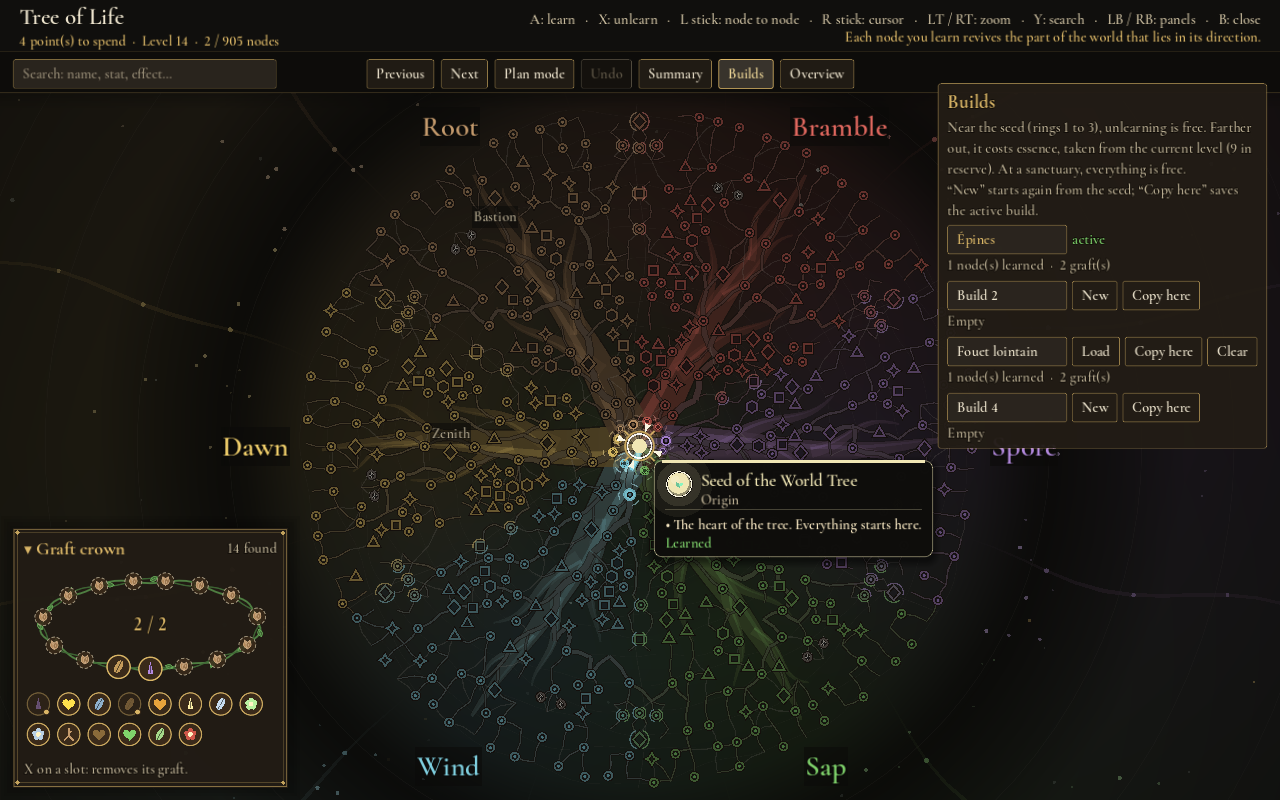 Tree of Life
4 point(s) to spend · Level 14 · 2 / 905 nodes
A: learn · X: unlearn · L stick: node to node · R stick: cursor · LT / RT: zoom · Y: search · LB / RB: panels · B: close
Each node you learn revives the part of the world that lies in its direction.
Search: name, stat, effect...
Previous
Next
Plan mode
Undo
Summary
Builds
Overview
Builds
Near the seed (rings 1 to 3), unlearning is free. Farther
out, it costs essence, taken from the current level (9 in
reserve). At a sanctuary, everything is free.
“New” starts again from the seed; “Copy here” saves
the active build.
Épines
active
1 node(s) learned · 2 graft(s)
Build 2
New
Copy here
Empty
Fouet lointain
Load
Copy here
Clear
1 node(s) learned · 2 graft(s)
Build 4
New
Copy here
Empty
Root
Bramble
Bastion
Dawn
Zenith
Spore
Seed of the World Tree
Origin
• The heart of the tree. Everything starts here.
Learned
▾ Graft crown
14 found
2 / 2
X on a slot: removes its graft.
Wind
Sap